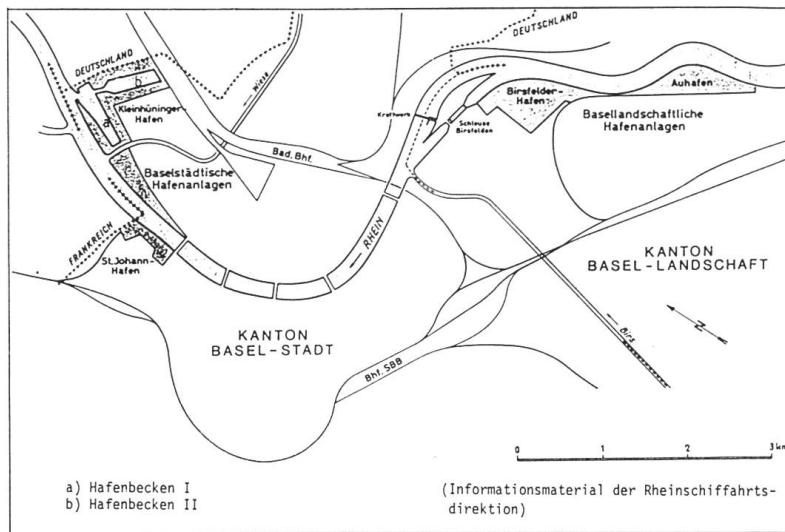 DEUTSCHLAND
DEUTSCHLAND
b
Kleinhüninger-
Hafen
a
Wiese
Kraftwerk
Schleuse
Birsfelden
Birsfelder-
Hafen
Auhafen
Basellandschaftliche
Hafenanlagen
Bad. Bhf.
Baselstädtische
Hafenanlagen
FRANKREICH
St.Johann-
Hafen
RHEIN
KANTON
BASEL-LANDSCHAFT
KANTON
BASEL-STADT
Birs
N
Bhf. SBB
0 1 2 3 km
a) Hafenbecken I
b) Hafenbecken II
(Informationsmaterial der Rheinschiffahrts-
direktion)